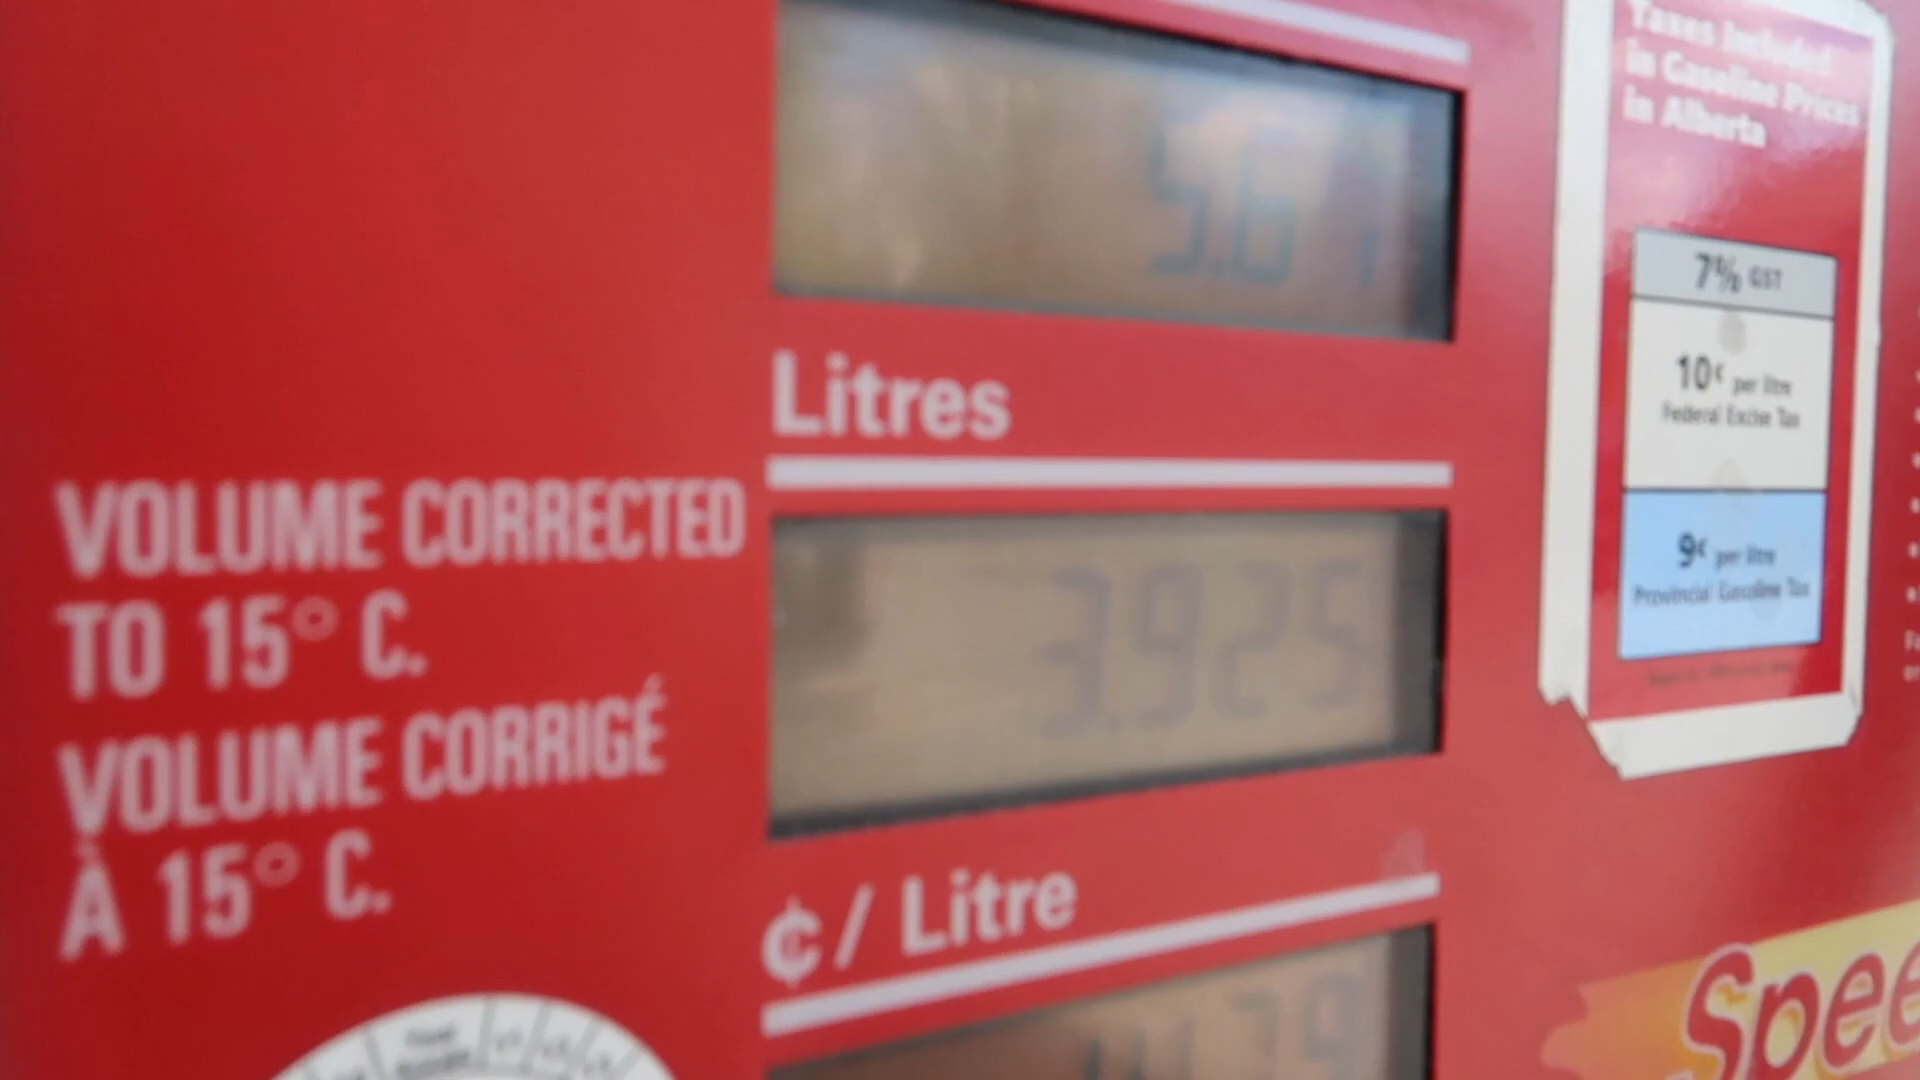 Taxes Included
in Gasoline Prices
in Alberta
7% GST
10¢ per litre
Federal Excise Tax
9¢ per litre
Provincial Gasoline Tax
Litres
VOLUME CORRECTED
TO 15° C.
VOLUME CORRIGÉ
À 15° C.
3.925
¢/ Litre
Spee